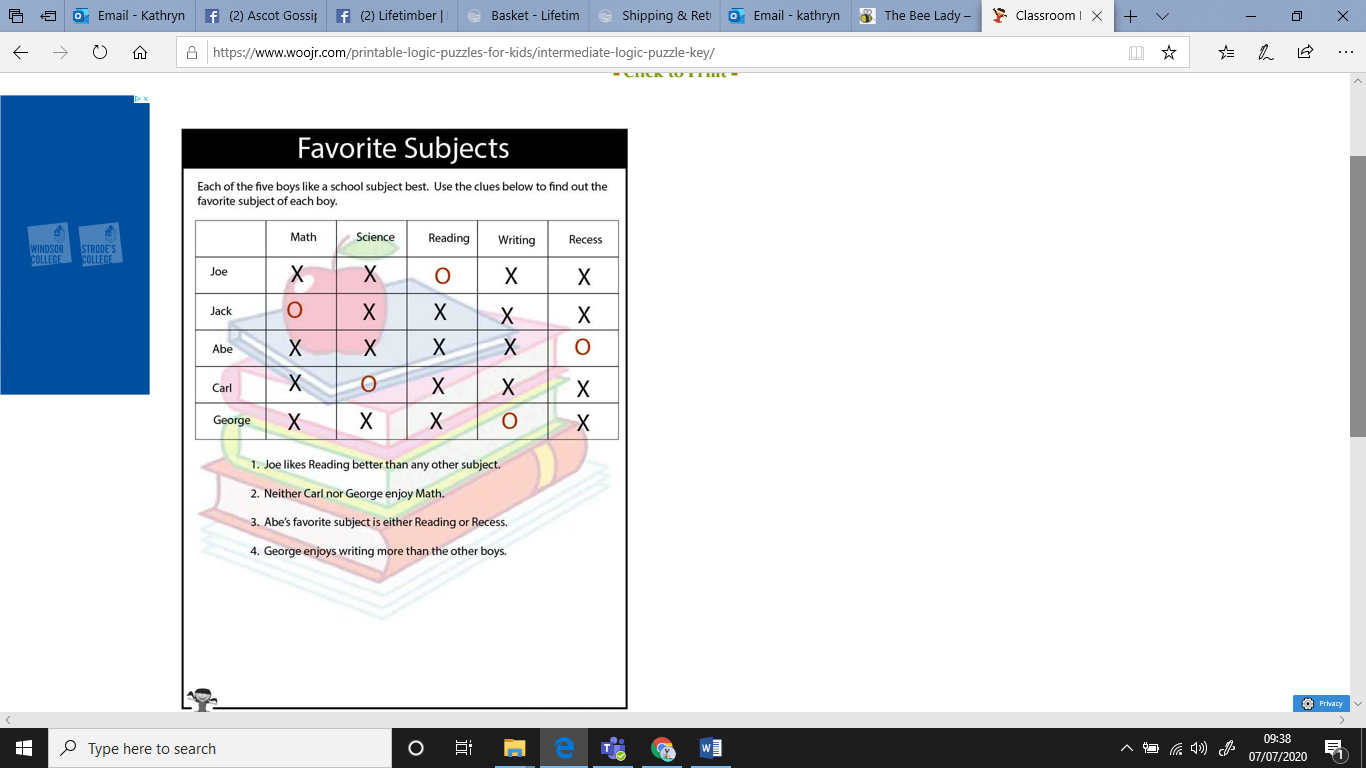 Email - Kathryn
(2) Ascot Gossip
(2) Lifetimber |
Basket - Lifetim
Shipping & Ret
Email - kathryn
The Bee Lady –
Classroom
https://www.woojr.com/printable-logic-puzzles-for-kids/intermediate-logic-puzzle-key/
- Click to Print -
WINDSOR COLLEGE
STRODE'S COLLEGE
Favorite Subjects
Each of the five boys like a school subject best. Use the clues below to find out the
favorite subject of each boy.
Math Science Reading Writing Recess
Joe X X O X X
Jack O X X X X
Abe X X X X O
Carl X O X X X
George X X X O X
1. Joe likes Reading better than any other subject.
2. Neither Carl nor George enjoy Math.
3. Abe's favorite subject is either Reading or Recess.
4. George enjoys writing more than the other boys.
Privacy
Type here to search
09:38
07/07/2020
1